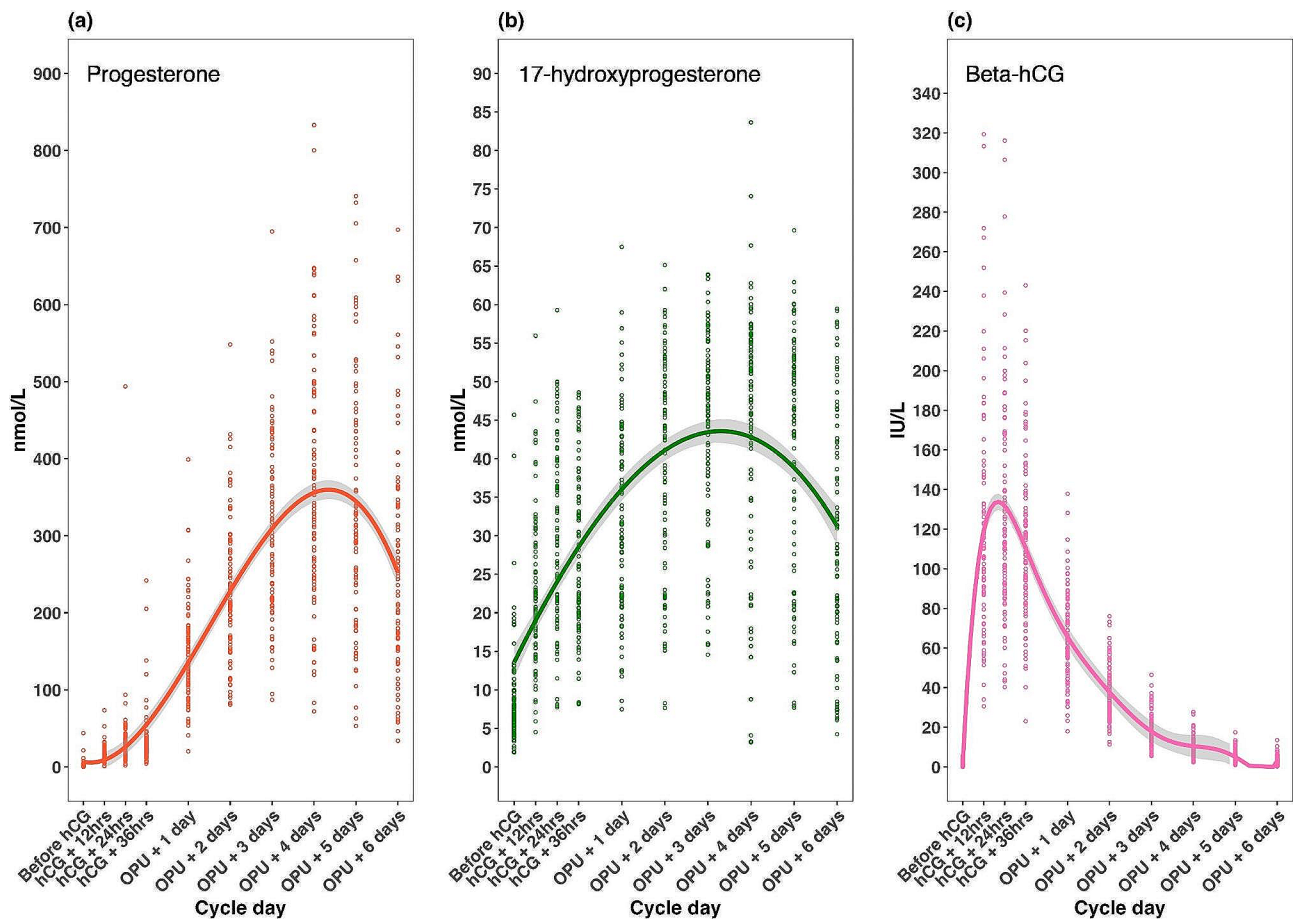 (a)
Progesterone
900
800
700
600
500
400
300
200
100
0
nmol/L
Before hCG
hCG + 12hrs
hCG + 24hrs
hCG + 36hrs
OPU + 1 day
OPU + 2 days
OPU + 3 days
OPU + 4 days
OPU + 5 days
OPU + 6 days
Cycle day
(b)
17-hydroxyprogesterone
90
85
80
75
70
65
60
55
50
45
40
35
30
25
20
15
10
5
0
nmol/L
Before hCG
hCG + 12hrs
hCG + 24hrs
hCG + 36hrs
OPU + 1 day
OPU + 2 days
OPU + 3 days
OPU + 4 days
OPU + 5 days
OPU + 6 days
Cycle day
(c)
Beta-hCG
340
320
300
280
260
240
220
200
180
160
140
120
100
80
60
40
20
0
IU/L
Before hCG
hCG + 12hrs
hCG + 24hrs
hCG + 36hrs
OPU + 1 day
OPU + 2 days
OPU + 3 days
OPU + 4 days
OPU + 5 days
OPU + 6 days
Cycle day